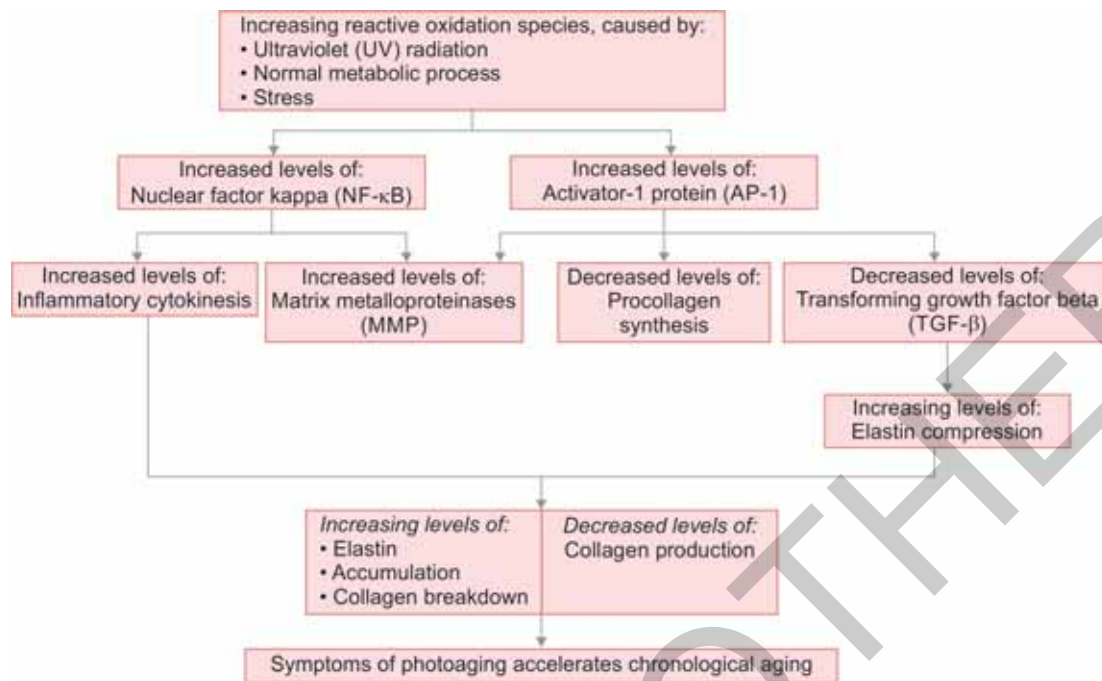 Increasing reactive oxidation species, caused by:
• Ultraviolet (UV) radiation
• Normal metabolic process
• Stress
Increased levels of:
Nuclear factor kappa (NF-κB)
Increased levels of:
Activator-1 protein (AP-1)
Increased levels of:
Inflammatory cytokinesis
Increased levels of:
Matrix metalloproteinases
(MMP)
Decreased levels of:
Procollagen
synthesis
Decreased levels of:
Transforming growth factor beta
(TGF-β)
Increasing levels of:
Elastin compression
Increasing levels of:
• Elastin
• Accumulation
• Collagen breakdown
Decreased levels of:
Collagen production
Symptoms of photoaging accelerates chronological aging